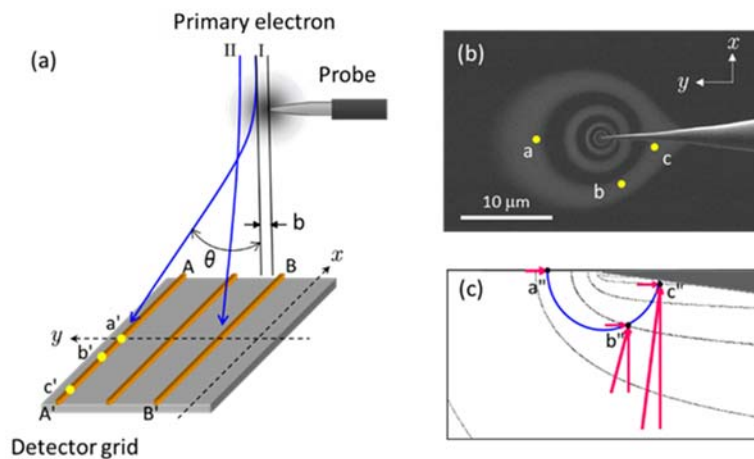 Primary electron
(a)
II I
Probe
b
θ
A
B
x
y
a'
b'
c'
A'
B'
Detector grid
(b)
x
y
a
b
c
10 μm
(c)
a"
b"
c"